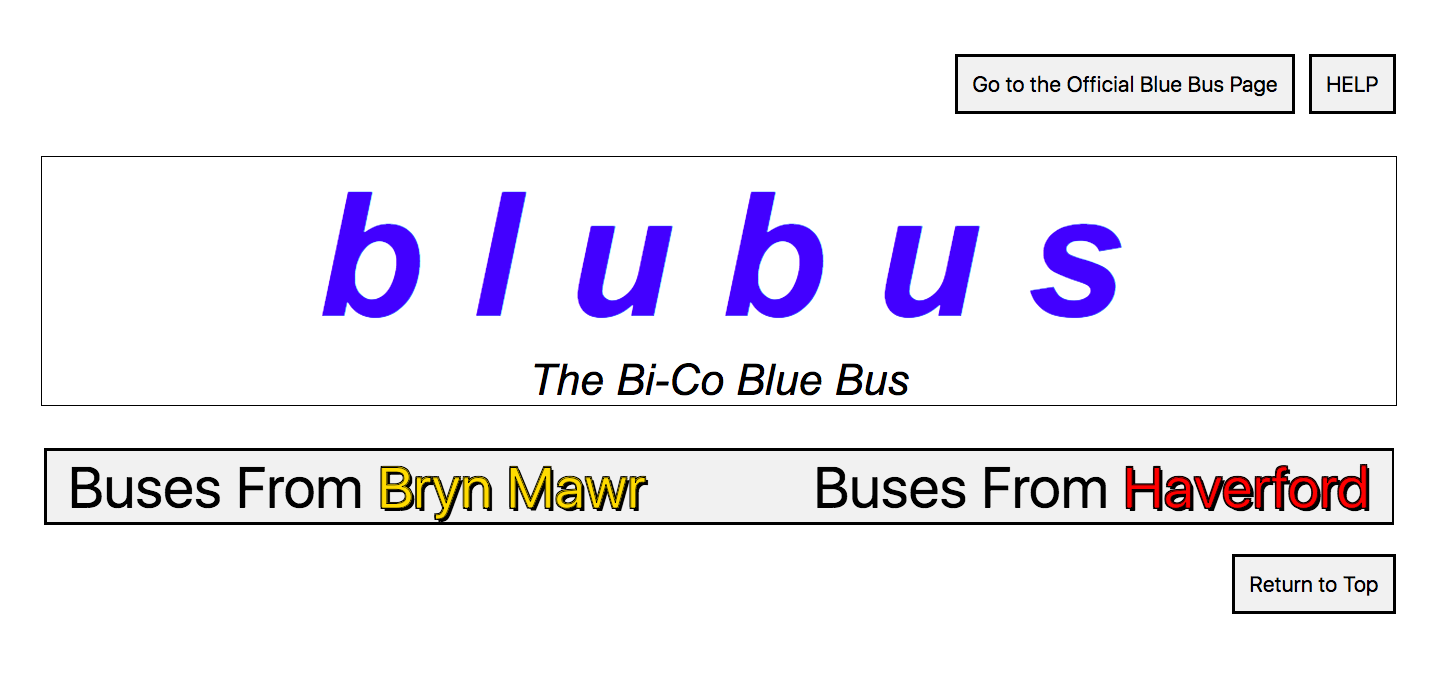 Go to the Official Blue Bus Page HELP
b l u b u s
The Bi-Co Blue Bus
Buses From Bryn Mawr Buses From Haverford
Return to Top